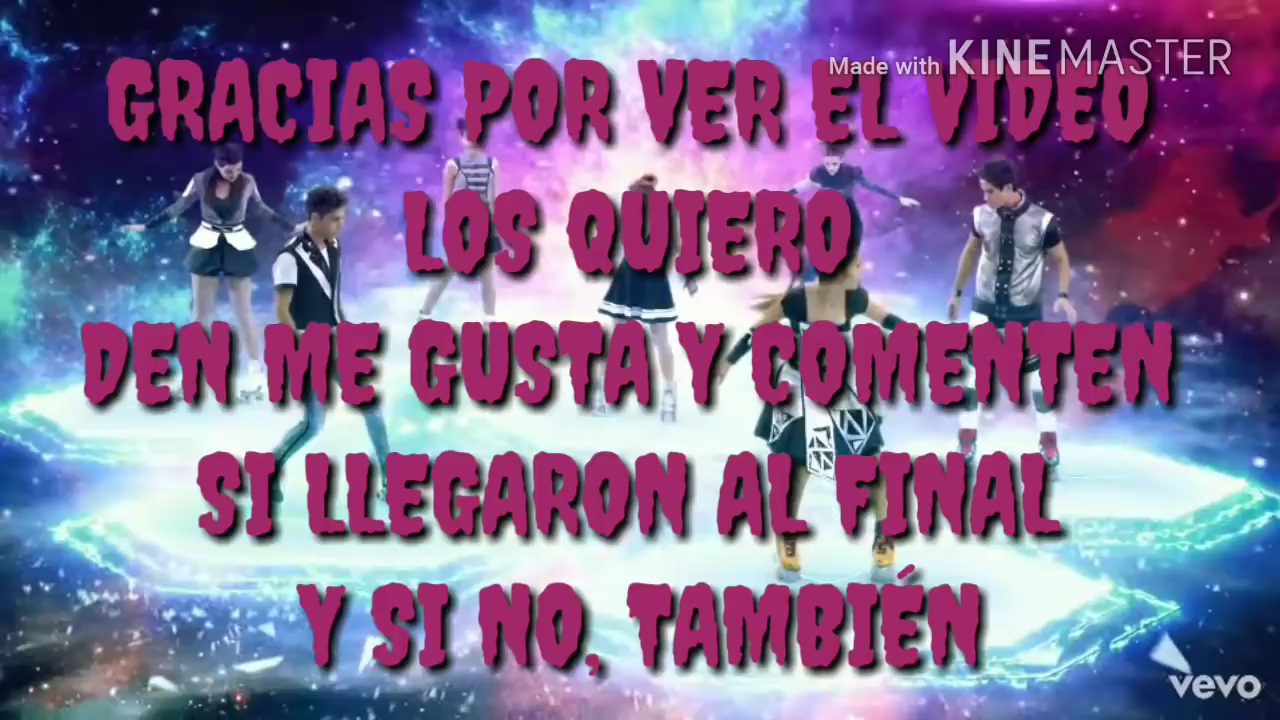 Made with KINEMASTER
GRACIAS POR VER EL VIDEO
LOS QUIERO
DEN ME GUSTA Y COMENTEN
SI LLEGARON AL FINAL
Y SI NO, TAMBIÉN
vevo